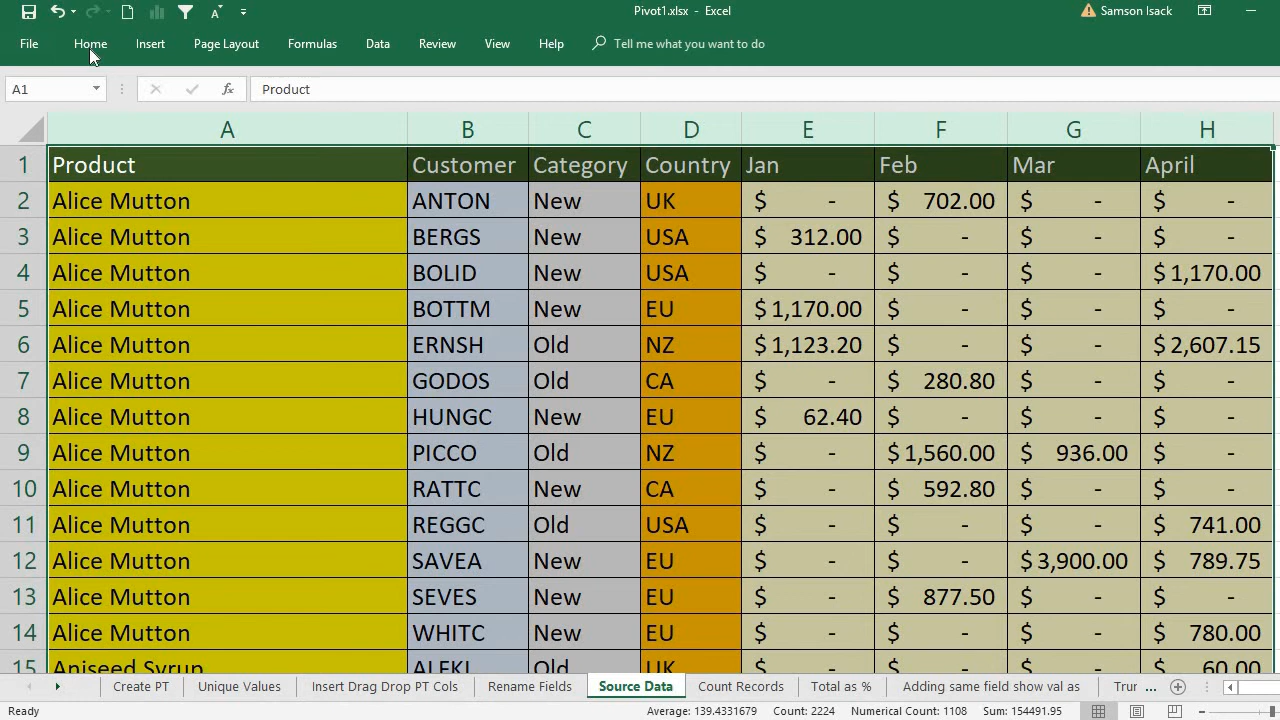 Pivot1.xlsx - Excel
Samson Isack
File Home Insert Page Layout Formulas Data Review View Help Tell me what you want to do
A1 fx Product
A B C D E F G H
1 Product Customer Category Country Jan Feb Mar April
2 Alice Mutton ANTON New UK $ - $ 702.00 $ - $ -
3 Alice Mutton BERGS New USA $ 312.00 $ - $ - $ -
4 Alice Mutton BOLID New USA $ - $ - $ - $ 1,170.00
5 Alice Mutton BOTTM New EU $ 1,170.00 $ - $ - $ -
6 Alice Mutton ERNSH Old NZ $ 1,123.20 $ - $ - $ 2,607.15
7 Alice Mutton GODOS Old CA $ - $ 280.80 $ - $ -
8 Alice Mutton HUNGC New EU $ 62.40 $ - $ - $ -
9 Alice Mutton PICCO Old NZ $ - $ 1,560.00 $ 936.00 $ -
10 Alice Mutton RATTC New CA $ - $ 592.80 $ - $ -
11 Alice Mutton REGGC Old USA $ - $ - $ - $ 741.00
12 Alice Mutton SAVEA New EU $ - $ - $ 3,900.00 $ 789.75
13 Alice Mutton SEVES New EU $ - $ 877.50 $ - $ -
14 Alice Mutton WHITC New EU $ - $ - $ - $ 780.00
15 Aniseed Syrup ALFKI Old UK $ - $ - $ - $ 60.00
Create PT Unique Values Insert Drag Drop PT Cols Rename Fields Source Data Count Records Total as % Adding same field show val as Trur ...
Ready Average: 139.4331679 Count: 2224 Numerical Count: 1108 Sum: 154491.95